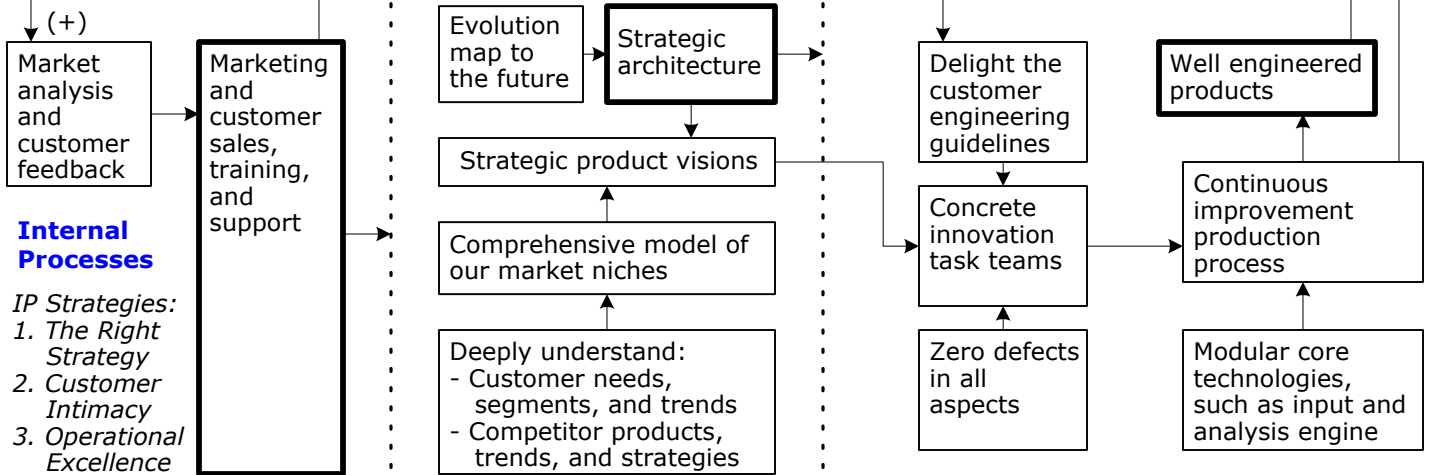 (+)
Market
analysis
and
customer
feedback
Internal
Processes
IP Strategies:
1. The Right
Strategy
2. Customer
Intimacy
3. Operational
Excellence
Marketing
and
customer
sales,
training,
and
support
Evolution
map to
the future
Strategic
architecture
Strategic product visions
Comprehensive model of
our market niches
Deeply understand:
- Customer needs,
segments, and trends
- Competitor products,
trends, and strategies
Delight the
customer
engineering
guidelines
Concrete
innovation
task teams
Zero defects
in all
aspects
Well engineered
products
Continuous
improvement
production
process
Modular core
technologies,
such as input and
analysis engine